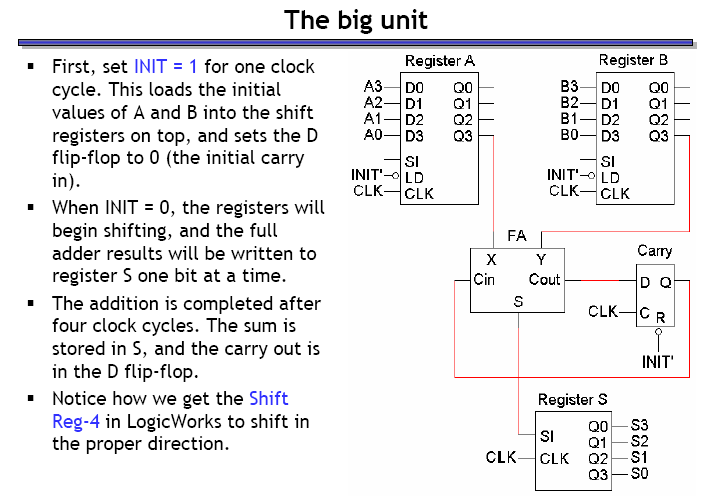 The big unit
▪ First, set INIT = 1 for one clock
cycle. This loads the initial
values of A and B into the shift
registers on top, and sets the D
flip-flop to 0 (the initial carry
in).
▪ When INIT = 0, the registers will
begin shifting, and the full
adder results will be written to
register S one bit at a time.
▪ The addition is completed after
four clock cycles. The sum is
stored in S, and the carry out is
in the D flip-flop.
▪ Notice how we get the Shift
Reg-4 in LogicWorks to shift in
the proper direction.
Register A
A3 D0 Q0
A2 D1 Q1
A1 D2 Q2
A0 D3 Q3
SI
INIT' LD
CLK CLK
Register B
B3 D0 Q0
B2 D1 Q1
B1 D2 Q2
B0 D3 Q3
SI
INIT' LD
CLK CLK
FA
X Y
Cin Cout
S
Carry
D Q
CLK C R
INIT'
Register S
SI Q0 S3
Q1 S2
CLK CLK Q2 S1
Q3 S0